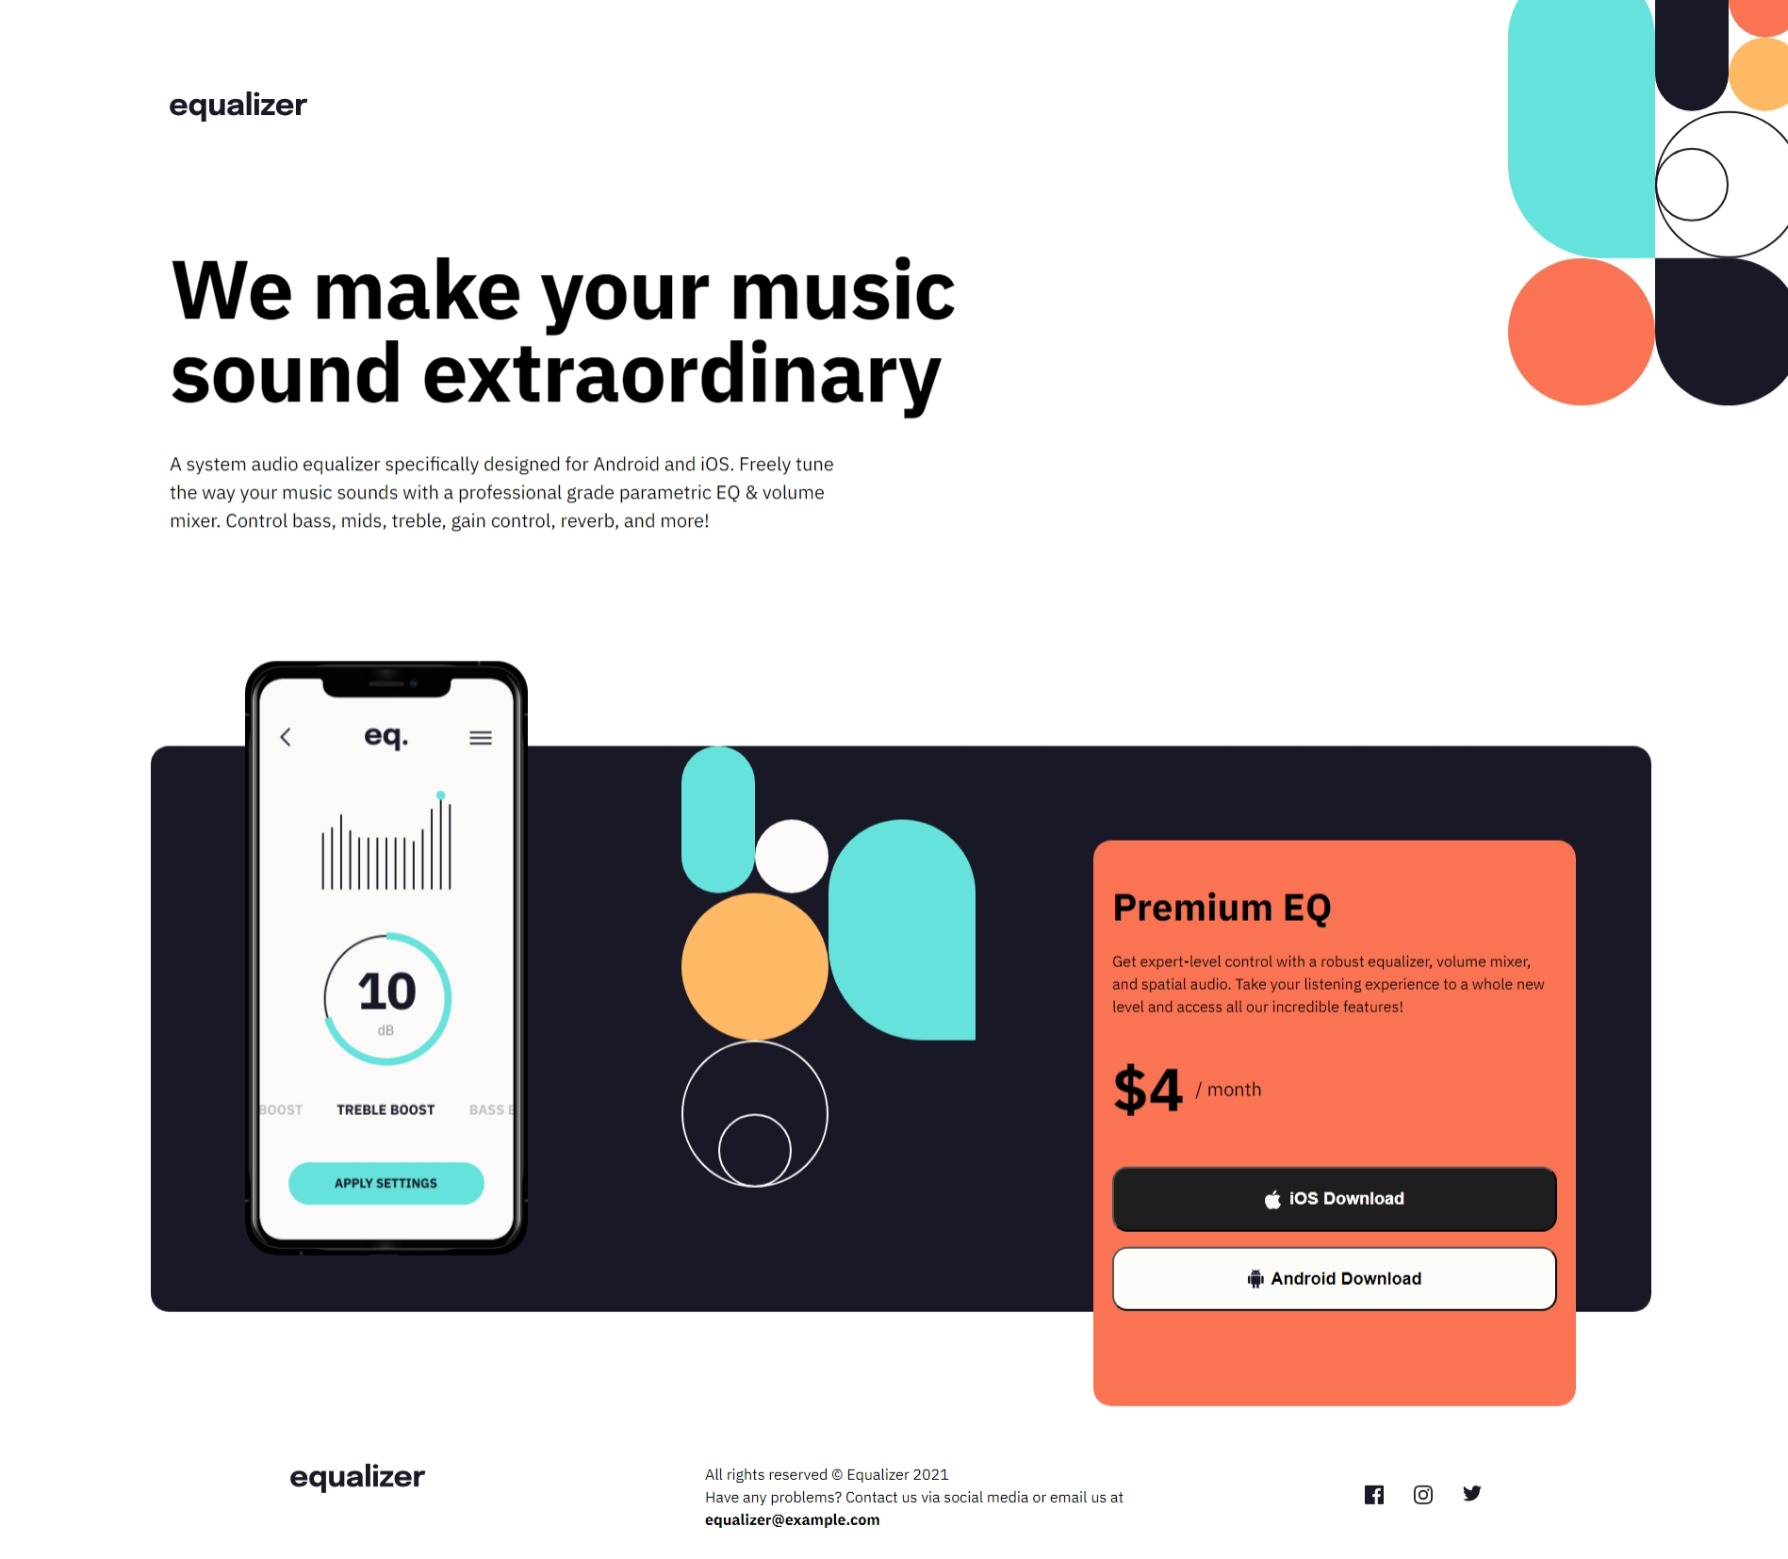 equalizer
We make your music
sound extraordinary
A system audio equalizer specifically designed for Android and iOS. Freely tune
the way your music sounds with a professional grade parametric EQ & volume
mixer. Control bass, mids, treble, gain control, reverb, and more!
eq.
10
dB
BOOST TREBLE BOOST BASS
APPLY SETTINGS
Premium EQ
Get expert-level control with a robust equalizer, volume mixer,
and spatial audio. Take your listening experience to a whole new
level and access all our incredible features!
$4 / month
iOS Download
Android Download
equalizer
All rights reserved © Equalizer 2021
Have any problems? Contact us via social media or email us at
equalizer@example.com